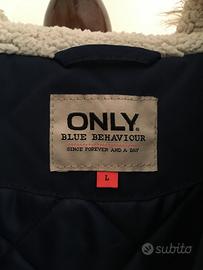 ONLY®
BLUE BEHAVIOUR
SINCE FOREVER AND A DAY
L
subito